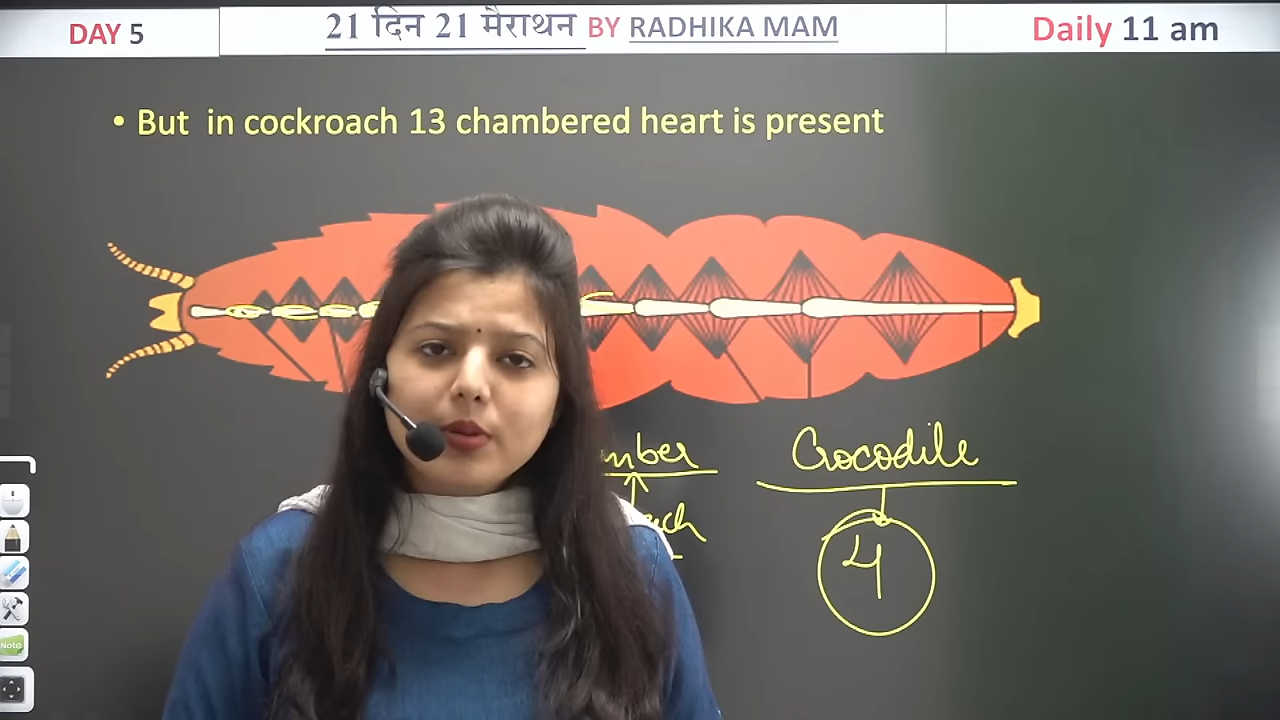 DAY 5
21 दिन 21 मैराथन BY RADHIKA MAM
Daily 11 am
• But in cockroach 13 chambered heart is present
Crocodile
4
Note